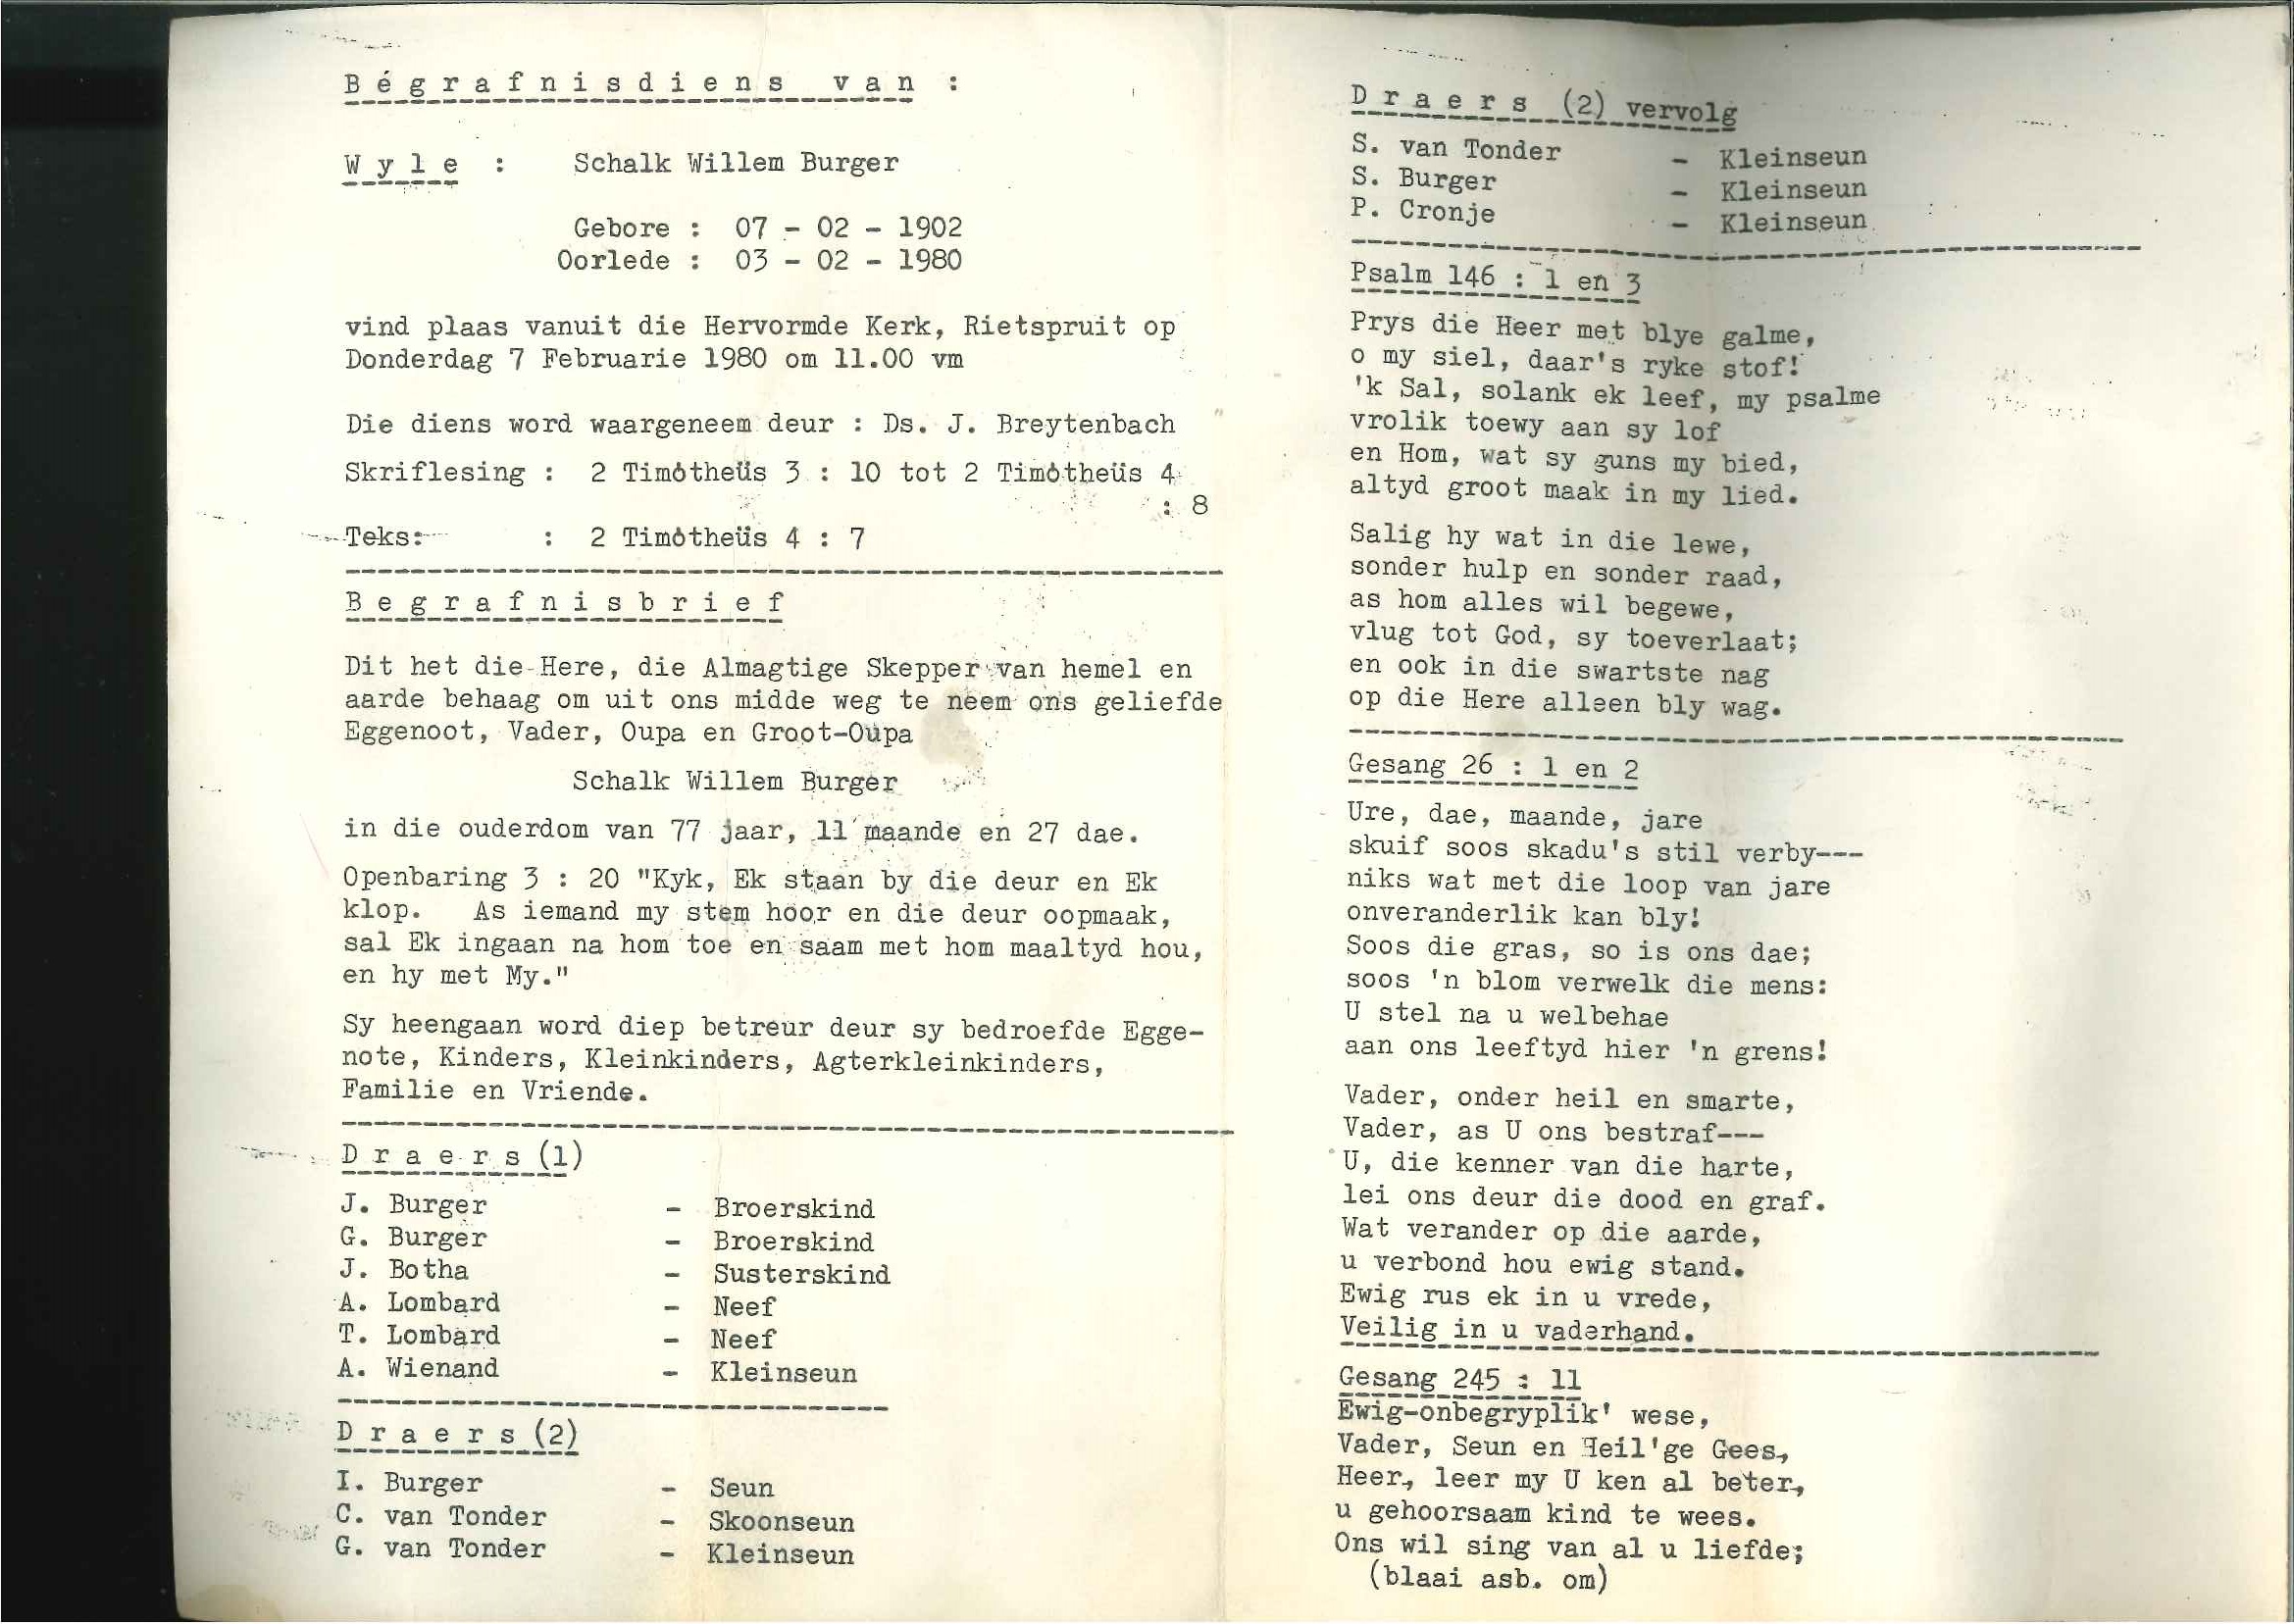 Bégrafnisdiens van :
Wyle : Schalk Willem Burger
Gebore : 07 - 02 - 1902
Oorlede : 03 - 02 - 1980
vind plaas vanuit die Hervormde Kerk, Rietspruit op
Donderdag 7 Februarie 1980 om 11.00 vm
Die diens word waargeneem deur : Ds. J. Breytenbach
Skriflesing : 2 Timótheüs 3 : 10 tot 2 Timótheüs 4
: 8
Teks: : 2 Timótheüs 4 : 7
Begrafnisbrief
Dit het die Here, die Almagtige Skepper van hemel en
aarde behaag om uit ons midde weg te neem ons geliefde
Eggenoot, Vader, Oupa en Groot-Oupa
Schalk Willem Burger
in die ouderdom van 77 jaar, 11 maande en 27 dae.
Openbaring 3 : 20 "Kyk, Ek staan by die deur en Ek
klop. As iemand my stem hoor en die deur oopmaak,
sal Ek ingaan na hom toe en saam met hom maaltyd hou,
en hy met My."
Sy heengaan word diep betreur deur sy bedroefde Egge-
note, Kinders, Kleinkinders, Agterkleinkinders,
Familie en Vriende.
Draers (1)
J. Burger - Broerskind
G. Burger - Broerskind
J. Botha - Susterskind
A. Lombard - Neef
T. Lombard - Neef
A. Wienand - Kleinseun
Draers (2)
I. Burger - Seun
C. van Tonder - Skoonseun
G. van Tonder - Kleinseun
Draers (2) vervolg
S. van Tonder - Kleinseun
S. Burger - Kleinseun
P. Cronje - Kleinseun
Psalm 146 : 1 en 3
Prys die Heer met blye galme,
o my siel, daar's ryke stof!
'k Sal, solank ek leef, my psalme
vrolik toewy aan sy lof
en Hom, wat sy guns my bied,
altyd groot maak in my lied.
Salig hy wat in die lewe,
sonder hulp en sonder raad,
as hom alles wil begewe,
vlug tot God, sy toeverlaat;
en ook in die swartste nag
op die Here alleen bly wag.
Gesang 26 : 1 en 2
Ure, dae, maande, jare
skuif soos skadu's stil verby---
niks wat met die loop van jare
onveranderlik kan bly!
Soos die gras, so is ons dae;
soos 'n blom verwelk die mens:
U stel na u welbehae
aan ons leeftyd hier 'n grens!
Vader, onder heil en smarte,
Vader, as U ons bestraf---
U, die kenner van die harte,
lei ons deur die dood en graf.
Wat verander op die aarde,
u verbond hou ewig stand.
Ewig rus ek in u vrede,
Veilig in u vaderhand.
Gesang 245 : 11
Ewig-onbegryplik' wese,
Vader, Seun en Heil'ge Gees,
Heer, leer my U ken al beter,
u gehoorsaam kind te wees.
Ons wil sing van al u liefde;
(blaai asb. om)